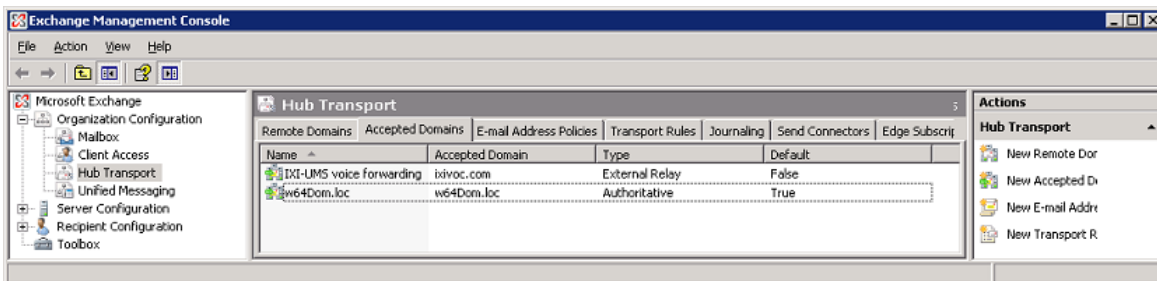 Exchange Management Console
File Action View Help
Microsoft Exchange
Organization Configuration
Mailbox
Client Access
Hub Transport
Unified Messaging
Server Configuration
Recipient Configuration
Toolbox
Hub Transport
Remote Domains Accepted Domains E-mail Address Policies Transport Rules Journaling Send Connectors Edge Subscrip
Name Accepted Domain Type Default
IXI-UMS voice forwarding ixivoc.com External Relay False
w64Dom.loc w64Dom.loc Authoritative True
Actions
Hub Transport
New Remote Dor
New Accepted D
New E-mail Addre
New Transport R